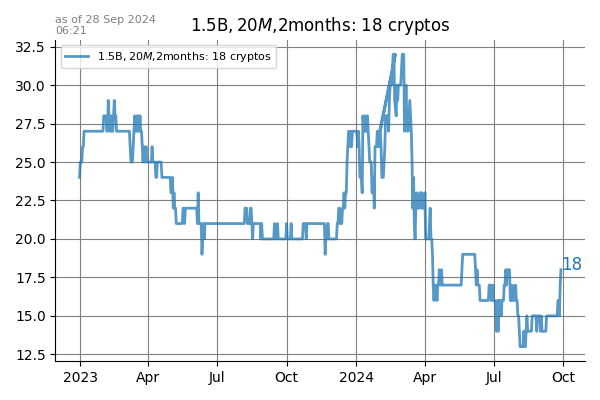 as of 28 Sep 2024
06:21
1.5B, 20M,2months: 18 cryptos
1.5B, 20M,2months: 18 cryptos
32.5
30.0
27.5
25.0
22.5
20.0
17.5
15.0
12.5
18
2023
Apr
Jul
Oct
2024
Apr
Jul
Oct